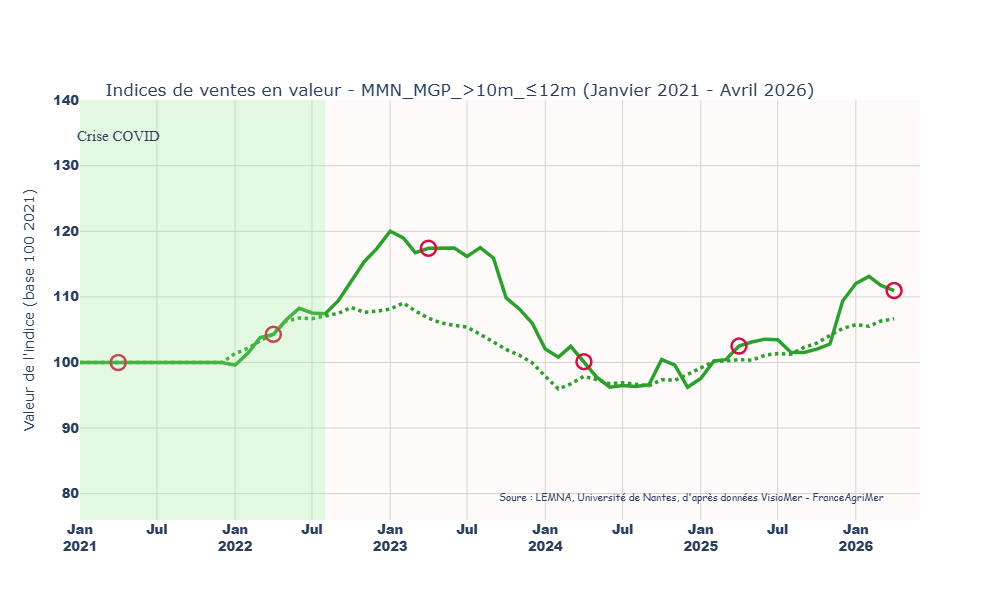 Indices de ventes en valeur - MMN_MGP_>10m_≤12m (Janvier 2021 - Avril 2026)
Valeur de l'indice (base 100 2021)
140
130
120
110
100
90
80
Crise COVID
Soure : LEMNA, Université de Nantes, d'après données VisioMer - FranceAgriMer
Jan
2021
Jul
Jan
2022
Jul
Jan
2023
Jul
Jan
2024
Jul
Jan
2025
Jul
Jan
2026